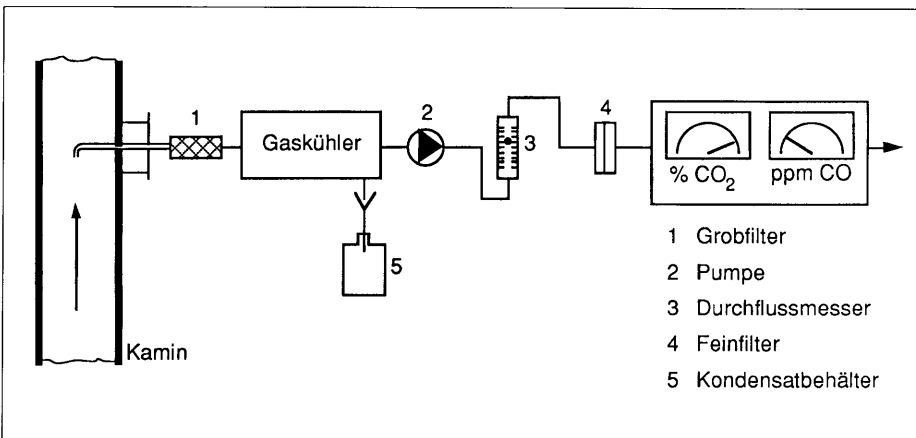 1
Gaskühler
2
3
4
% CO₂
ppm CO
5
Kamin
1 Grobfilter
2 Pumpe
3 Durchflussmesser
4 Feinfilter
5 Kondensatbehälter